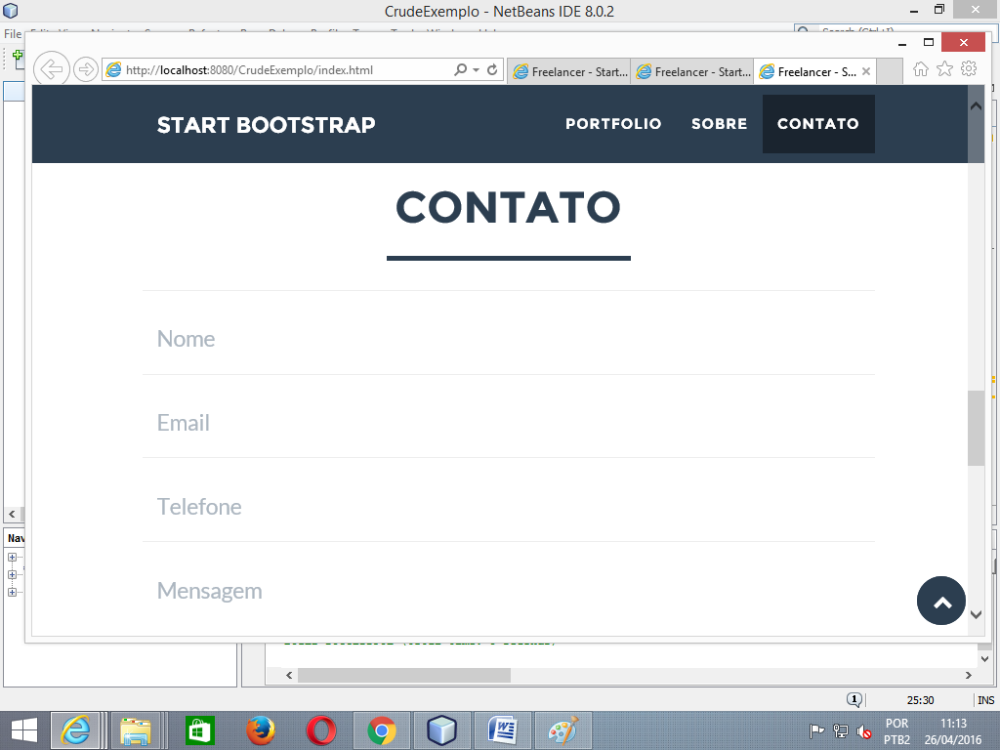 CrudeExemplo - NetBeans IDE 8.0.2
File
http://localhost:8080/CrudeExemplo/index.html
Freelancer - Start...
Freelancer - Start...
Freelancer - S...
START BOOTSTRAP
PORTFOLIO
SOBRE
CONTATO
CONTATO
Nome
Email
Telefone
Mensagem
Nav
1
25:30
INS
POR
PTB2
11:13
26/04/2016